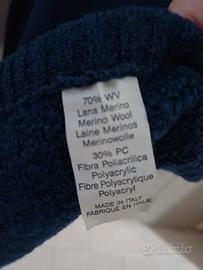 70% WV
Lana Merino
Merino Wool
Laine Merinos
Merinowolle
30% PC
Fibra Poliacrilica
Polyacrylic
Fibre Polyacrylique
Polyacryl
MADE IN ITALY
FABRIQUE EN ITALIE
subito